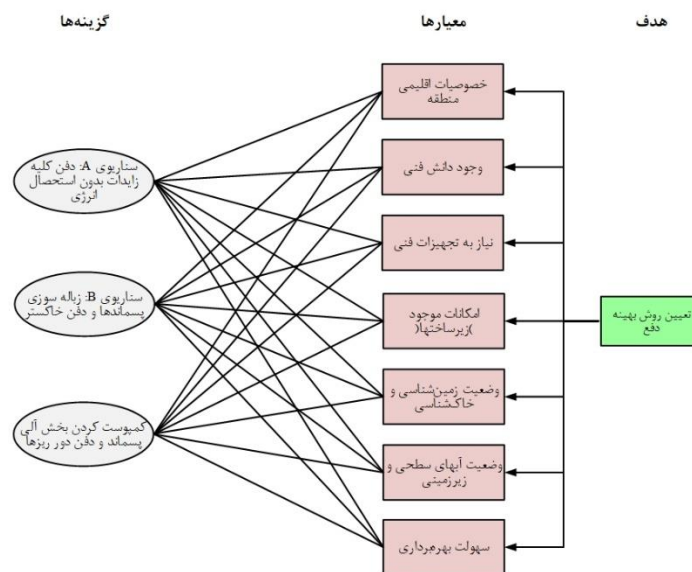 هدف
معیارها
گزینه‌ها
تعیین روش بهینه
دفع
خصوصیات اقلیمی
منطقه
وجود دانش فنی
نیاز به تجهیزات فنی
امکانات موجود
)زیرساختها(
وضعیت زمین‌شناسی و
خاک‌شناسی
وضعیت آبهای سطحی و
زیرزمینی
سهولت بهره‌برداری
سناریوی A: دفن کلیه
زایدات بدون استحصال
انرژی
سناریوی B: زباله سوزی
پسماندها و دفن خاکستر
کمپوست کردن بخش آلی
پسماند و دفن دور ریزها